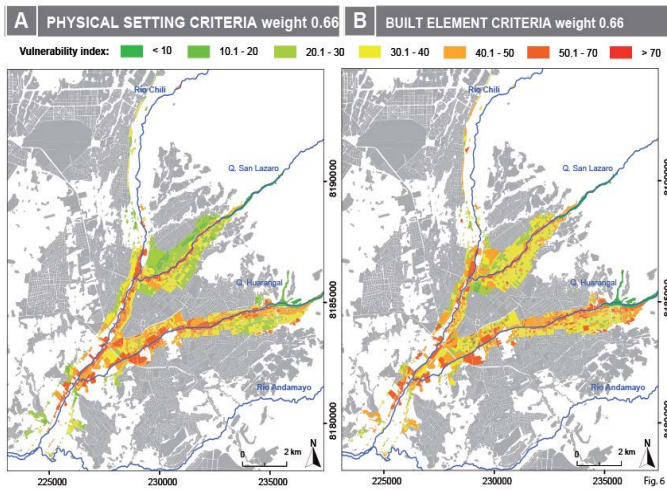 A PHYSICAL SETTING CRITERIA weight 0.66
B BUILT ELEMENT CRITERIA weight 0.66
Vulnerability index: < 10 10.1 - 20 20.1 - 30 30.1 - 40 40.1 - 50 50.1 - 70 > 70
Rio Chili
Q. San Lazaro
Q. Huarangal
Rio Andamayo
8190000
8185000
8180000
0 2 km
N
225000 230000 235000
Rio Chili
Q. San Lazaro
Q. Huarangal
Rio Andamayo
8190000
8185000
8180000
0 2 km
N
225000 230000 235000
Fig. 6